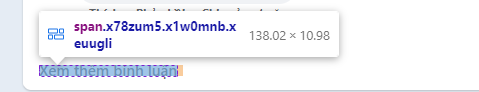 span.x78zum5.x1w0mnb.x
euugli
138.02 × 10.98
Xem thêm bình luận